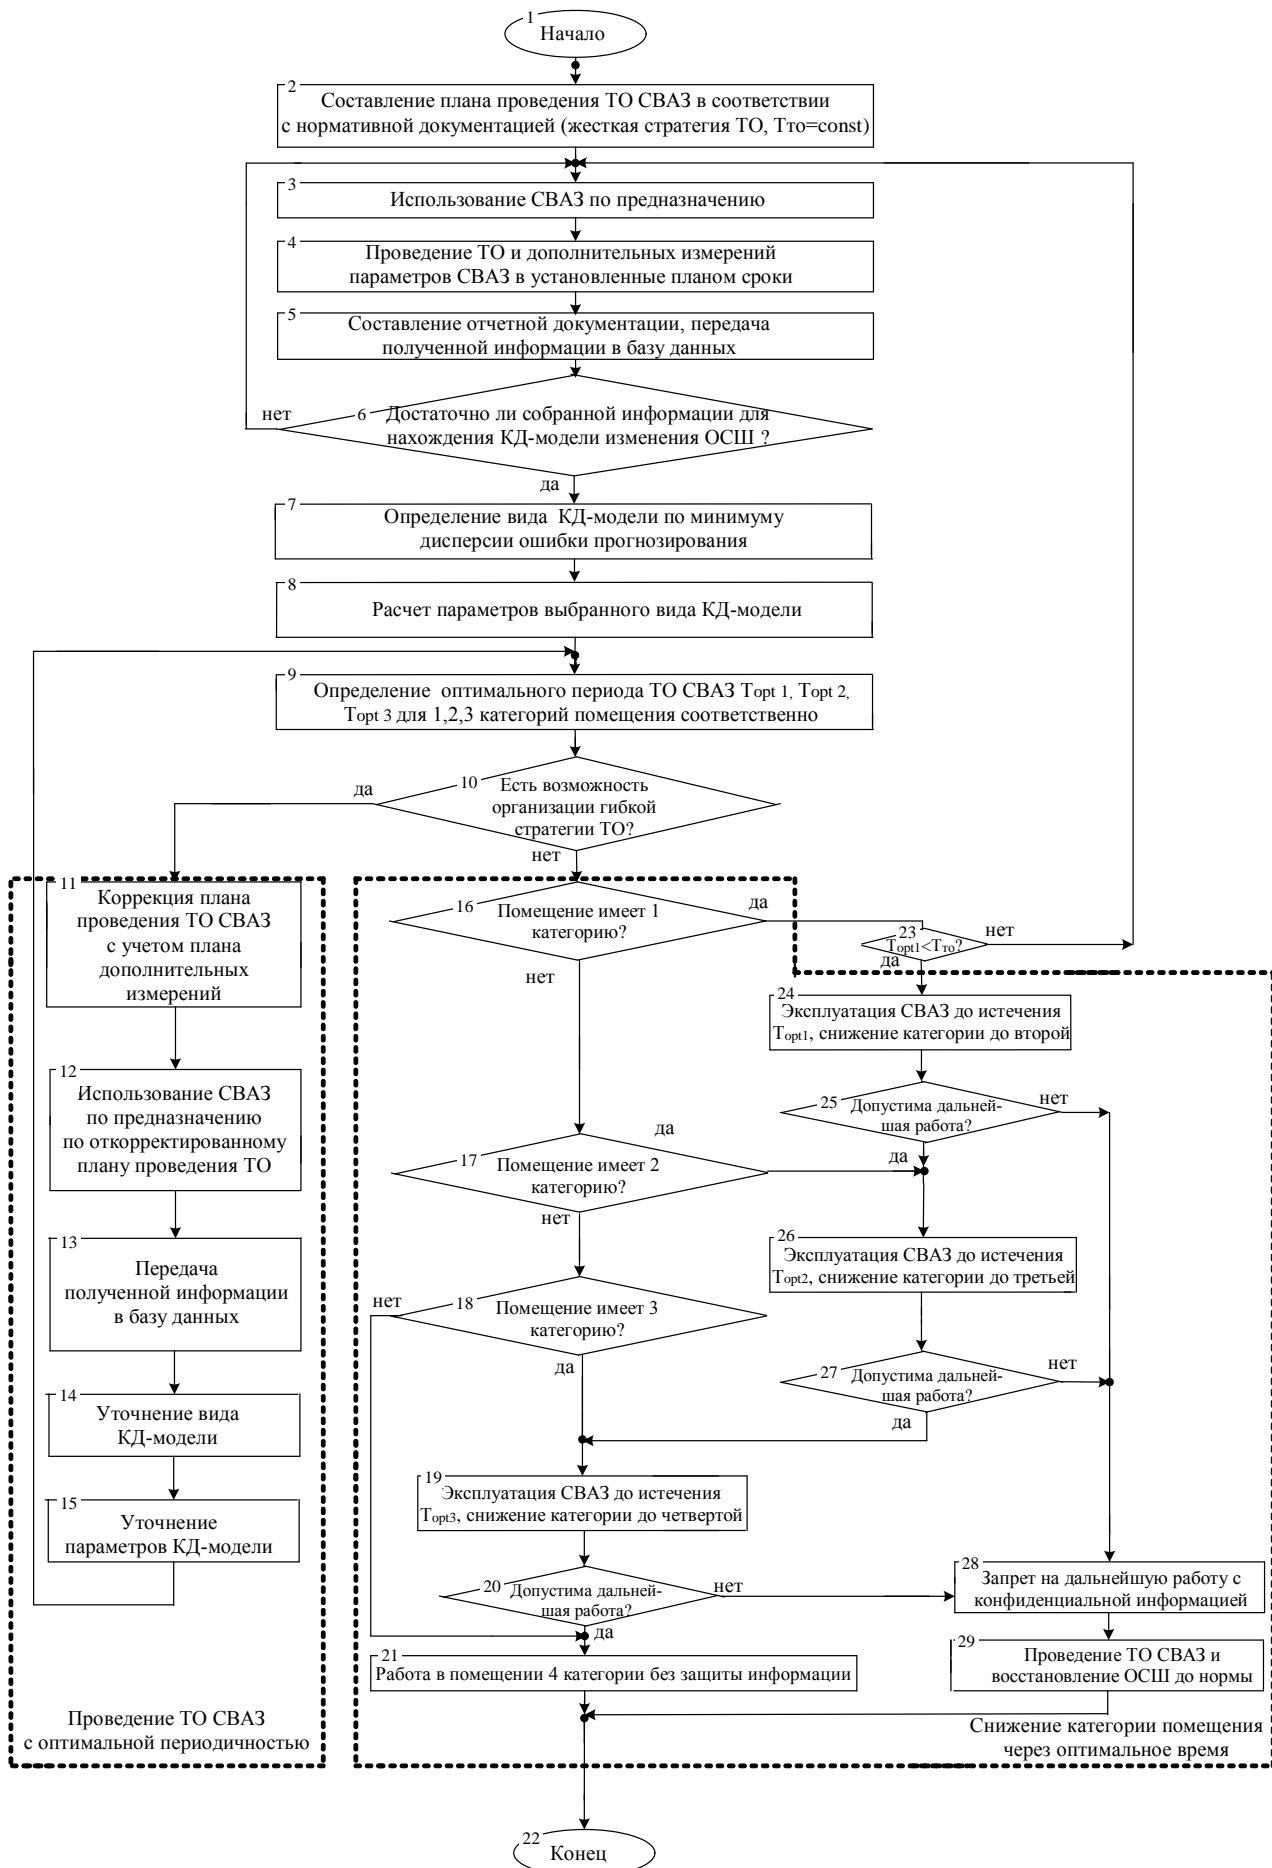 1
Начало
2
Составление плана проведения ТО СВАЗ в соответствии
с нормативной документацией (жесткая стратегия ТО, Тто=const)
3
Использование СВАЗ по предназначению
4
Проведение ТО и дополнительных измерений
параметров СВАЗ в установленные планом сроки
5
Составление отчетной документации, передача
полученной информации в базу данных
нет
6
Достаточно ли собранной информации для
нахождения КД-модели изменения ОСШ ?
да
7
Определение вида КД-модели по минимуму
дисперсии ошибки прогнозирования
8
Расчет параметров выбранного вида КД-модели
9
Определение оптимального периода ТО СВАЗ Topt 1, Topt 2,
Topt 3 для 1,2,3 категорий помещения соответственно
10
Есть возможность
организации гибкой
стратегии ТО?
да
нет
11
Коррекция плана
проведения ТО СВАЗ
с учетом плана
дополнительных
измерений
12
Использование СВАЗ
по предназначению
по откорректированному
плану проведения ТО
13
Передача
полученной информации
в базу данных
14
Уточнение вида
КД-модели
15
Уточнение
параметров КД-модели
Проведение ТО СВАЗ
с оптимальной периодичностью
16
Помещение имеет 1
категорию?
да
нет
23
Topt1<Tто?
нет
да
24
Эксплуатация СВАЗ до истечения
Topt1, снижение категории до второй
25
Допустима дальней-
шая работа?
нет
да
17
Помещение имеет 2
категорию?
да
нет
26
Эксплуатация СВАЗ до истечения
Topt2, снижение категории до третьей
18
Помещение имеет 3
категорию?
нет
да
27
Допустима дальней-
шая работа?
нет
да
19
Эксплуатация СВАЗ до истечения
Topt3, снижение категории до четвертой
20
Допустима дальней-
шая работа?
нет
да
28
Запрет на дальнейшую работу с
конфиденциальной информацией
21
Работа в помещении 4 категории без защиты информации
29
Проведение ТО СВАЗ и
восстановление ОСШ до нормы
Снижение категории помещения
через оптимальное время
22
Конец